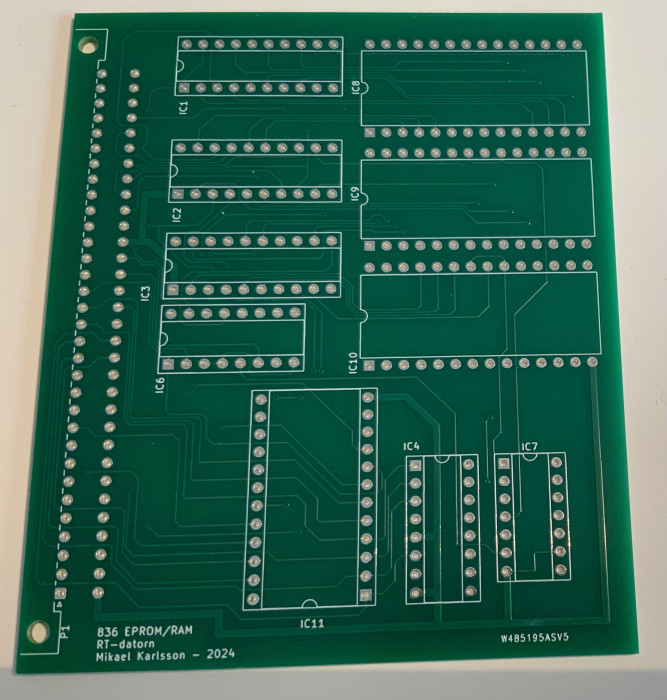 IC1
IC8
IC2
IC9
IC3
IC6
IC10
IC4
IC7
IC11
P1
836 EPROM/RAM
RT-datorn
Mikael Karlsson - 2024
W485195ASV5